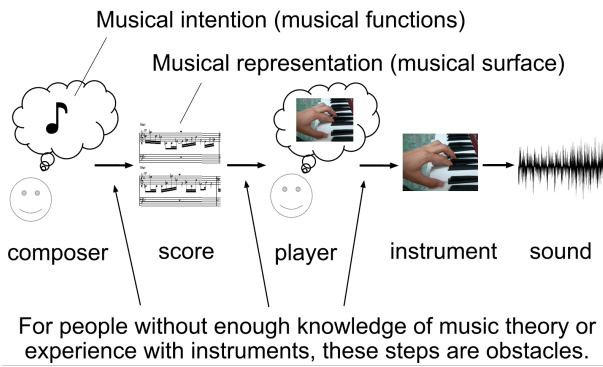 Musical intention (musical functions)
Musical representation (musical surface)
composer
score
player
instrument
sound
For people without enough knowledge of music theory or
experience with instruments, these steps are obstacles.